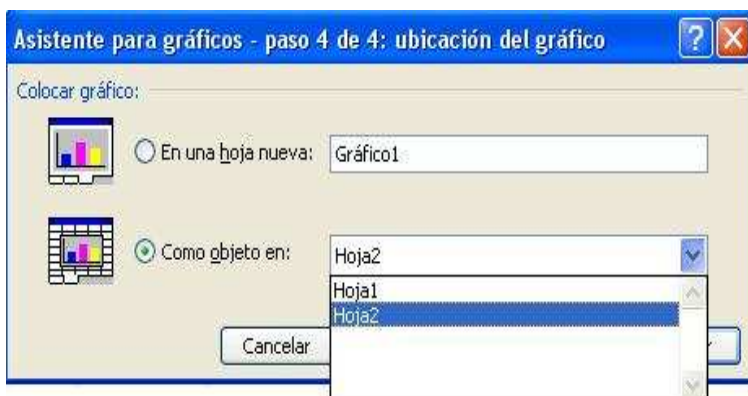 Asistente para gráficos - paso 4 de 4: ubicación del gráfico
Colocar gráfico:
En una hoja nueva: Gráfico1
Como objeto en: Hoja2
Hoja1
Hoja2
Cancelar